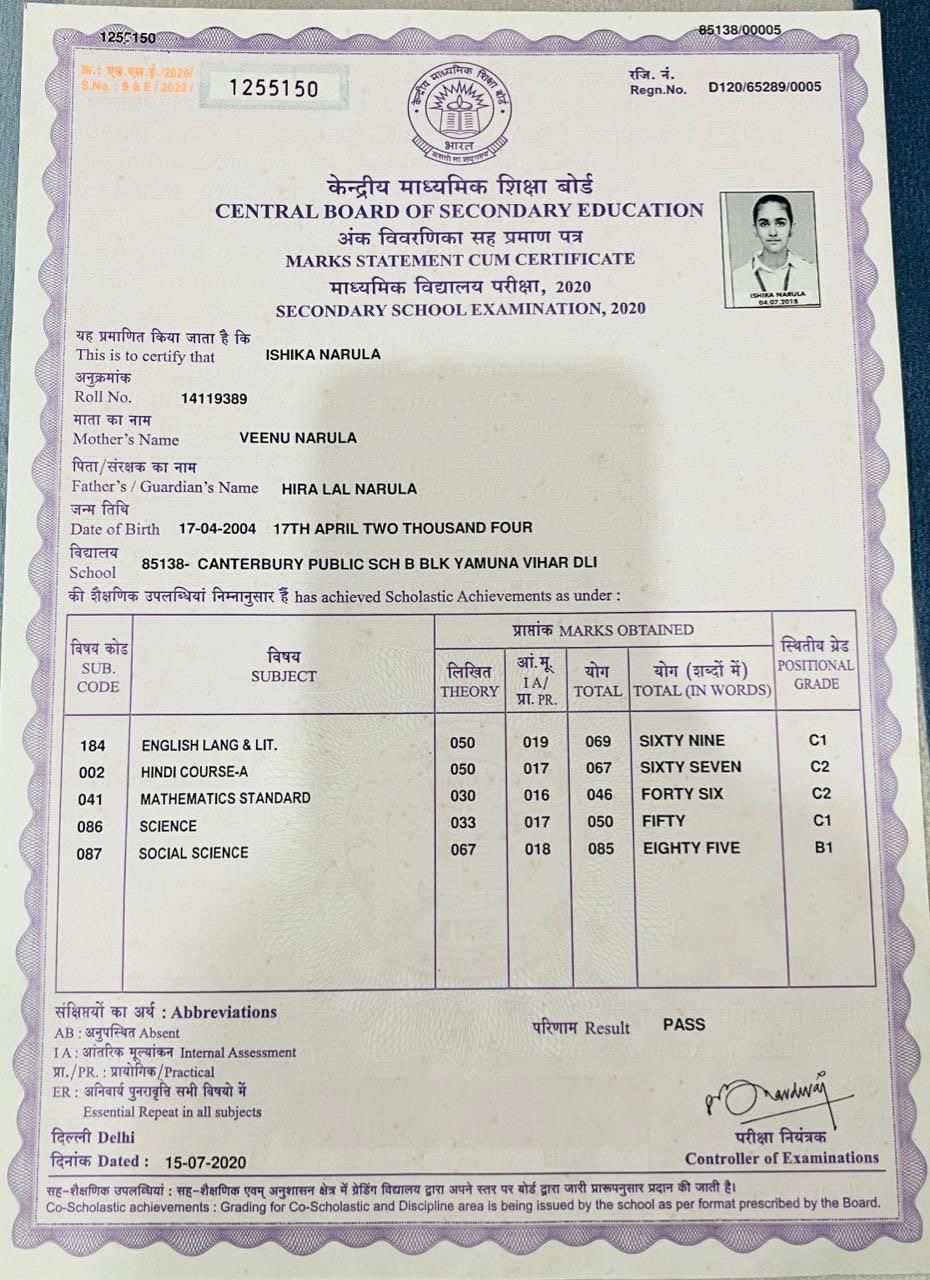 1255150
85138/00005
क्र.: एस.एस.ई./2020/
S.No. : S S E / 2020 /
1255150
रजि. नं.
Regn.No. D120/65289/0005
केन्द्रीय माध्यमिक शिक्षा बोर्ड
भारत
असतो मा सद्गमय
केन्द्रीय माध्यमिक शिक्षा बोर्ड
CENTRAL BOARD OF SECONDARY EDUCATION
अंक विवरणिका सह प्रमाण पत्र
MARKS STATEMENT CUM CERTIFICATE
माध्यमिक विद्यालय परीक्षा, 2020
SECONDARY SCHOOL EXAMINATION, 2020
ISHIKA NARULA
04.07.2018
यह प्रमाणित किया जाता है कि
This is to certify that ISHIKA NARULA
अनुक्रमांक
Roll No. 14119389
माता का नाम
Mother's Name VEENU NARULA
पिता/संरक्षक का नाम
Father's / Guardian's Name HIRA LAL NARULA
जन्म तिथि
Date of Birth 17-04-2004 17TH APRIL TWO THOUSAND FOUR
विद्यालय
School 85138- CANTERBURY PUBLIC SCH B BLK YAMUNA VIHAR DLI
की शैक्षणिक उपलब्धियां निम्नानुसार हैं has achieved Scholastic Achievements as under :
विषय कोड
SUB.
CODE
विषय
SUBJECT
प्राप्तांक MARKS OBTAINED
लिखित
THEORY
आं.मू.
I A/
प्रा. PR.
योग
TOTAL
योग (शब्दों में)
TOTAL (IN WORDS)
स्थितीय ग्रेड
POSITIONAL
GRADE
184 ENGLISH LANG & LIT. 050 019 069 SIXTY NINE C1
002 HINDI COURSE-A 050 017 067 SIXTY SEVEN C2
041 MATHEMATICS STANDARD 030 016 046 FORTY SIX C2
086 SCIENCE 033 017 050 FIFTY C1
087 SOCIAL SCIENCE 067 018 085 EIGHTY FIVE B1
संक्षिप्तियों का अर्थ : Abbreviations
AB : अनुपस्थित Absent
I A : आंतरिक मूल्यांकन Internal Assessment
प्रा./PR. : प्रायोगिक/Practical
ER : अनिवार्य पुनरावृत्ति सभी विषयो में
Essential Repeat in all subjects
परिणाम Result PASS
दिल्ली Delhi
दिनांक Dated : 15-07-2020
परीक्षा नियंत्रक
Controller of Examinations
सह-शैक्षणिक उपलब्धियां : सह-शैक्षणिक एवम् अनुशासन क्षेत्र में ग्रेडिंग विद्यालय द्वारा अपने स्तर पर बोर्ड द्वारा जारी प्रारूपनुसार प्रदान की जाती है।
Co-Scholastic achievements : Grading for Co-Scholastic and Discipline area is being issued by the school as per format prescribed by the Board.